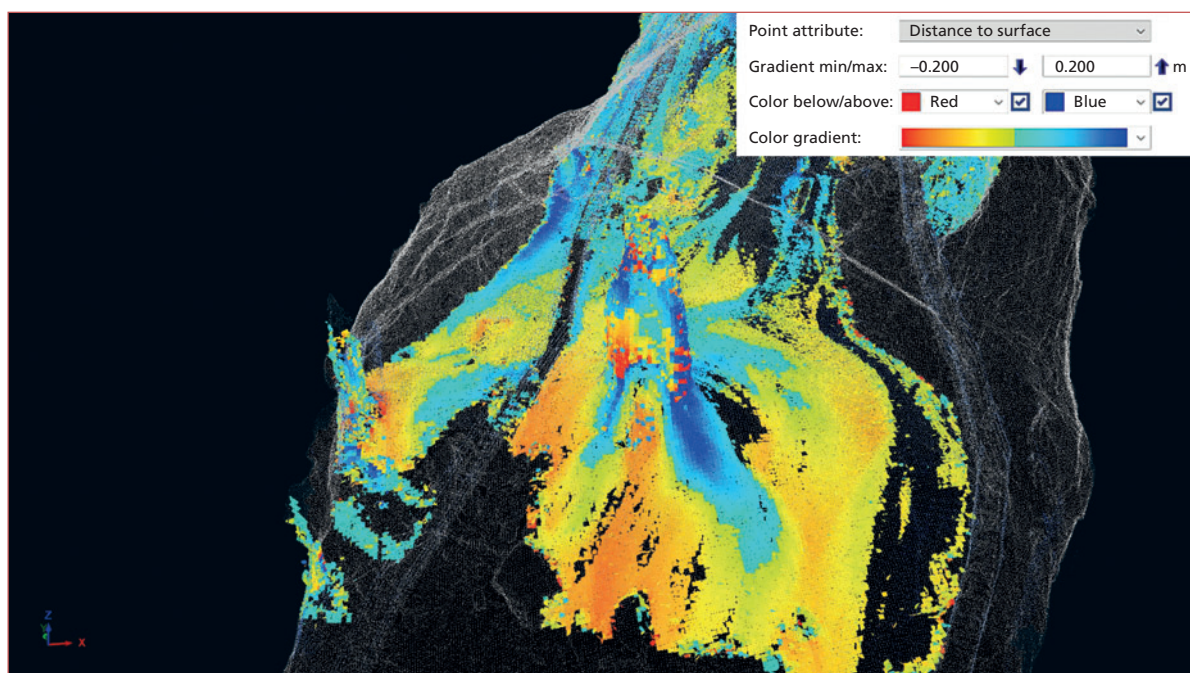 Point attribute: Distance to surface
Gradient min/max: −0.200 0.200 m
Color below/above: Red Blue
Color gradient:
Z
X